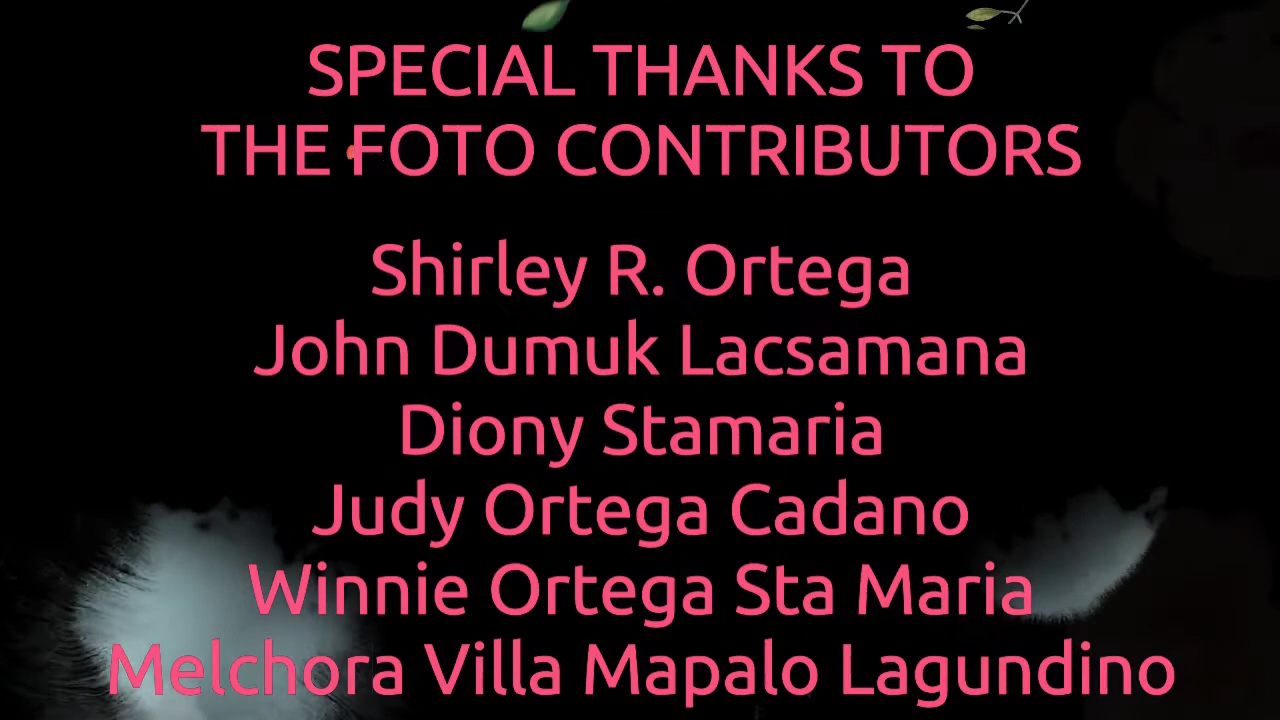 SPECIAL THANKS TO
THE FOTO CONTRIBUTORS
Shirley R. Ortega
John Dumuk Lacsamana
Diony Stamaria
Judy Ortega Cadano
Winnie Ortega Sta Maria
Melchora Villa Mapalo Lagundino